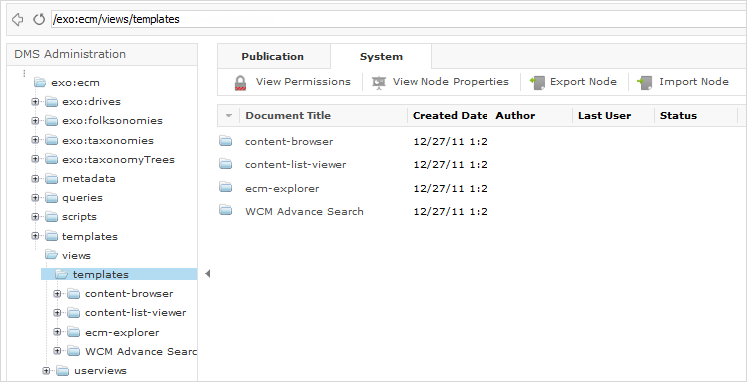 /exo:ecm/views/templates
DMS Administration
exo:ecm
exo:drives
exo:folksonomies
exo:taxonomies
exo:taxonomyTrees
metadata
queries
scripts
templates
views
templates
content-browser
content-list-viewer
ecm-explorer
WCM Advance Searc
userviews
Publication System
View Permissions View Node Properties Export Node Import Node
Document Title Created Date Author Last User Status
content-browser 12/27/11 1:2
content-list-viewer 12/27/11 1:2
ecm-explorer 12/27/11 1:2
WCM Advance Search 12/27/11 1:2